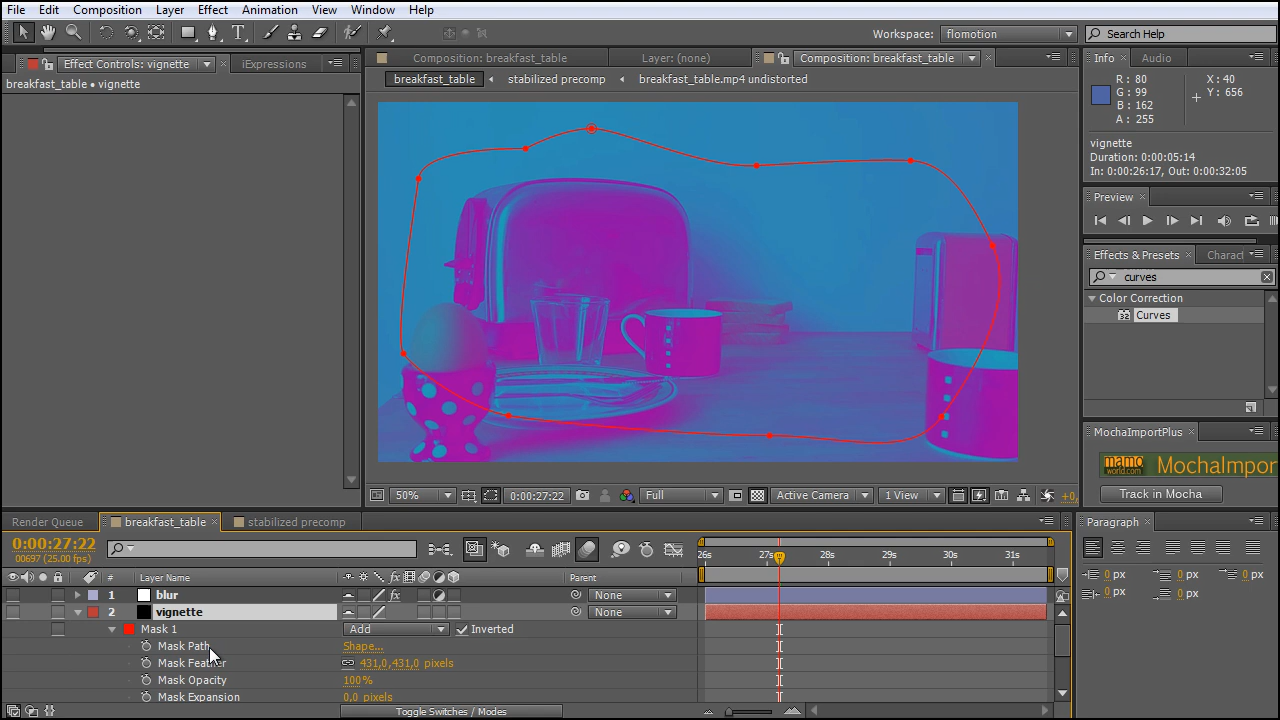 File Edit Composition Layer Effect Animation View Window Help
Workspace: flomotion Search Help
Effect Controls: vignette iExpressions
Composition: breakfast_table Layer: (none) Composition: breakfast_table
Info Audio
breakfast_table • vignette
breakfast_table stabilized precomp breakfast_table.mp4 undistorted
R : 80 X : 40
G : 99 Y : 656
B : 162
A : 255
vignette
Duration: 0:00:05:14
In: 0:00:26:17, Out: 0:00:32:05
Preview
Effects & Presets Charact
curves
Color Correction
32 Curves
MochaImportPlus
mamo world.com MochaImpor
Track in Mocha
50% 0:00:27:22 Full Active Camera 1 View +0,
Render Queue breakfast_table stabilized precomp
Paragraph
0:00:27:22
00697 (25.00 fps)
26s 27s 28s 29s 30s 31s
# Layer Name Parent
1 blur fx None
2 vignette None
Mask 1 Add Inverted
Mask Path Shape...
Mask Feather 431,0,431,0 pixels
Mask Opacity 100%
Mask Expansion 0,0 pixels
Toggle Switches / Modes
0 px 0 px 0 px
0 px 0 px